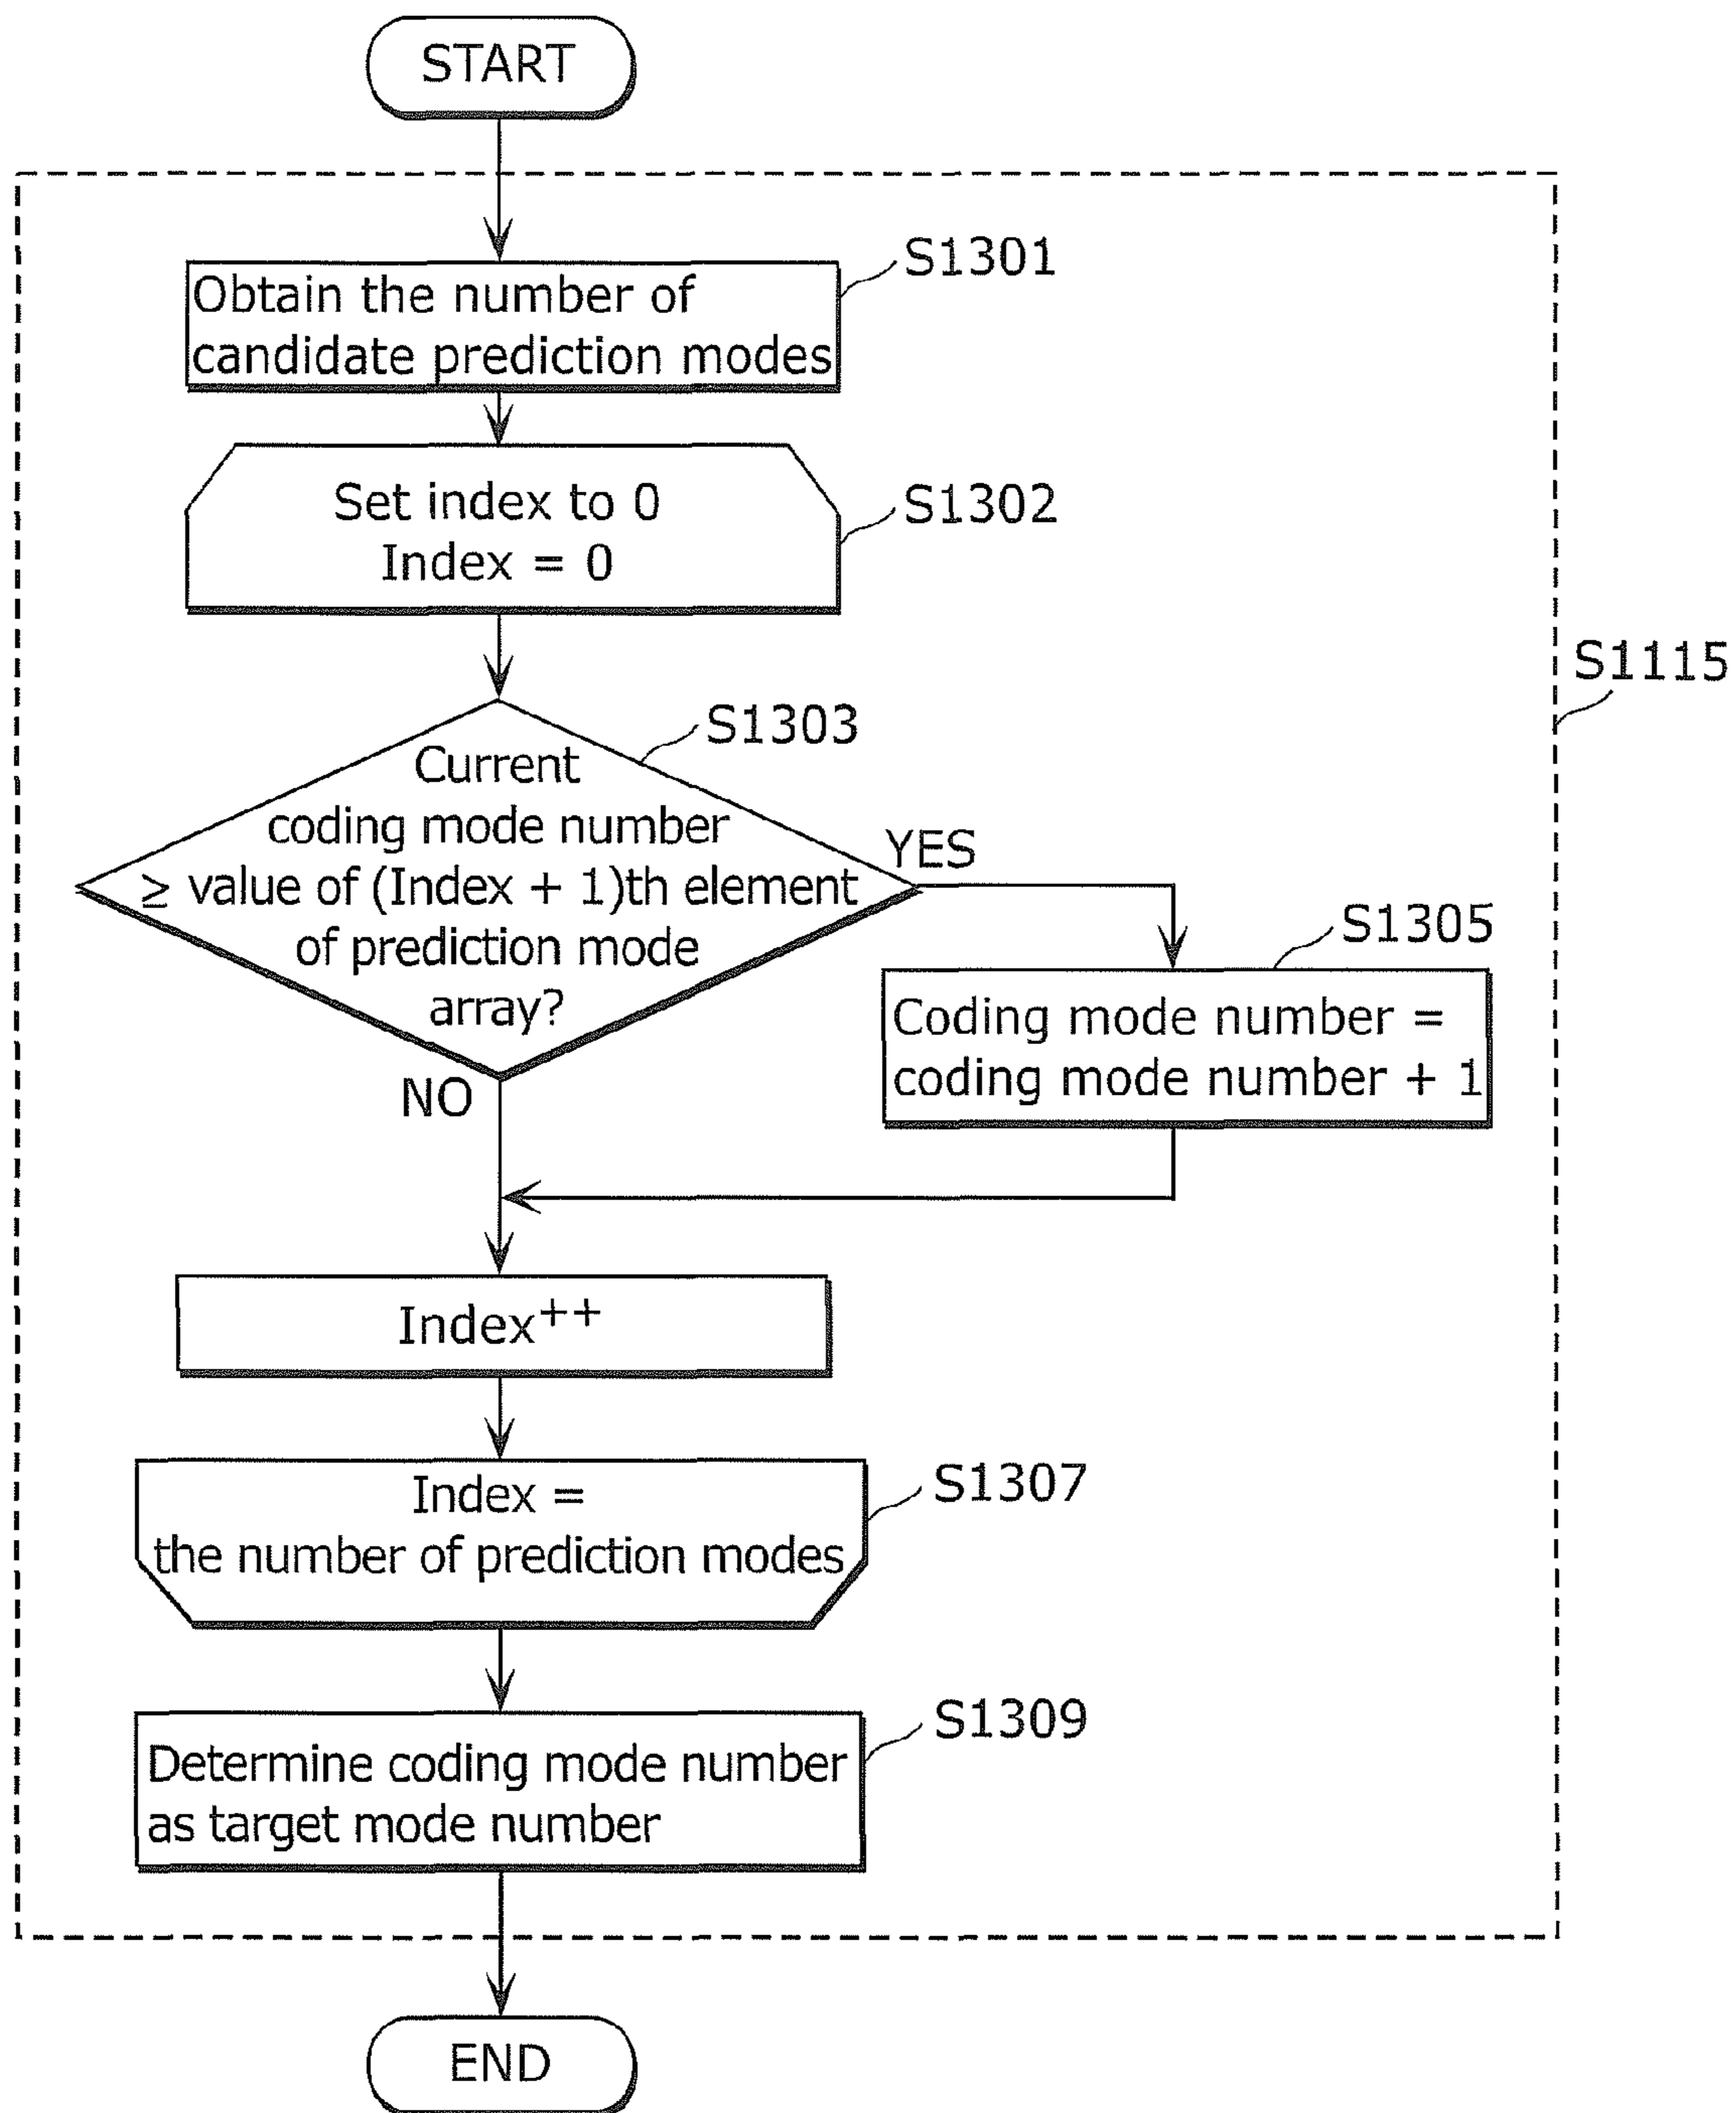 START
S1301
Obtain the number of
candidate prediction modes
S1302
Set index to 0
Index = 0
S1115
S1303
Current
coding mode number
≥ value of (Index + 1)th element
of prediction mode
array?
YES
NO
S1305
Coding mode number =
coding mode number + 1
Index++
S1307
Index =
the number of prediction modes
S1309
Determine coding mode number
as target mode number
END